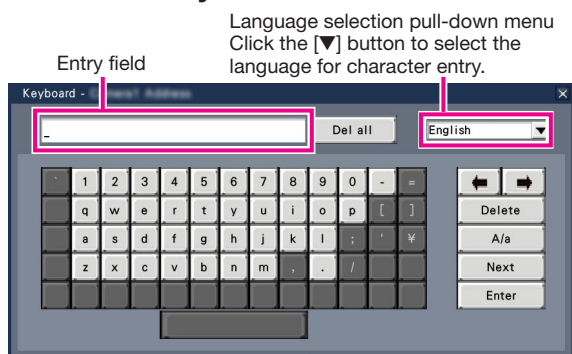 Language selection pull-down menu
Click the [▼] button to select the
language for character entry.
Entry field
Keyboard -
_ Del all English ▼
` 1 2 3 4 5 6 7 8 9 0 - =
q w e r t y u i o p [ ]
a s d f g h j k l ; ' ¥
z x c v b n m , . /
Delete
A/a
Next
Enter